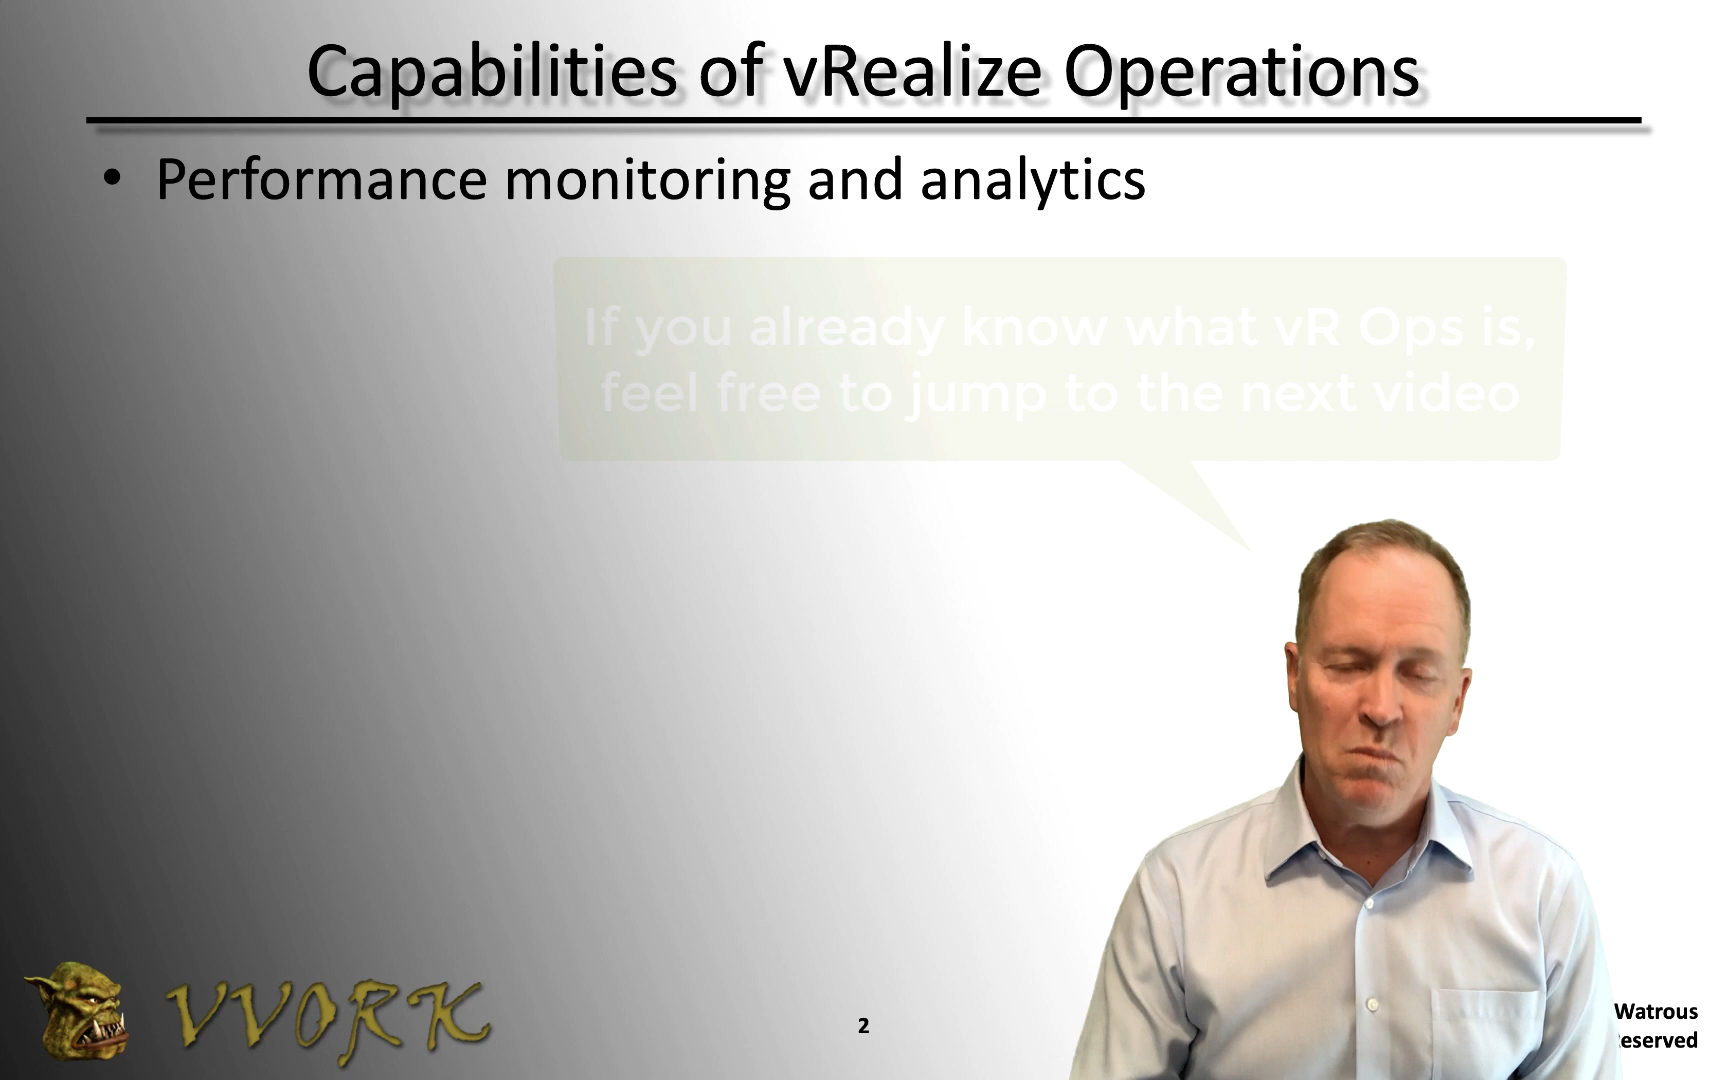 Capabilities of vRealize Operations
• Performance monitoring and analytics
If you already know what vR Ops is,
feel free to jump to the next video
VVORK
2
Watrous
eserved